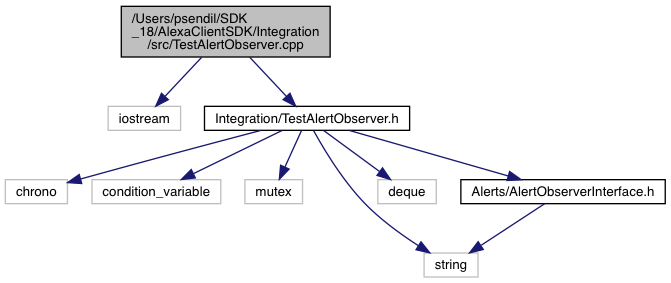 /Users/psendil/SDK
_18/AlexaClientSDK/Integration
/src/TestAlertObserver.cpp
iostream
Integration/TestAlertObserver.h
chrono
condition_variable
mutex
deque
Alerts/AlertObserverInterface.h
string